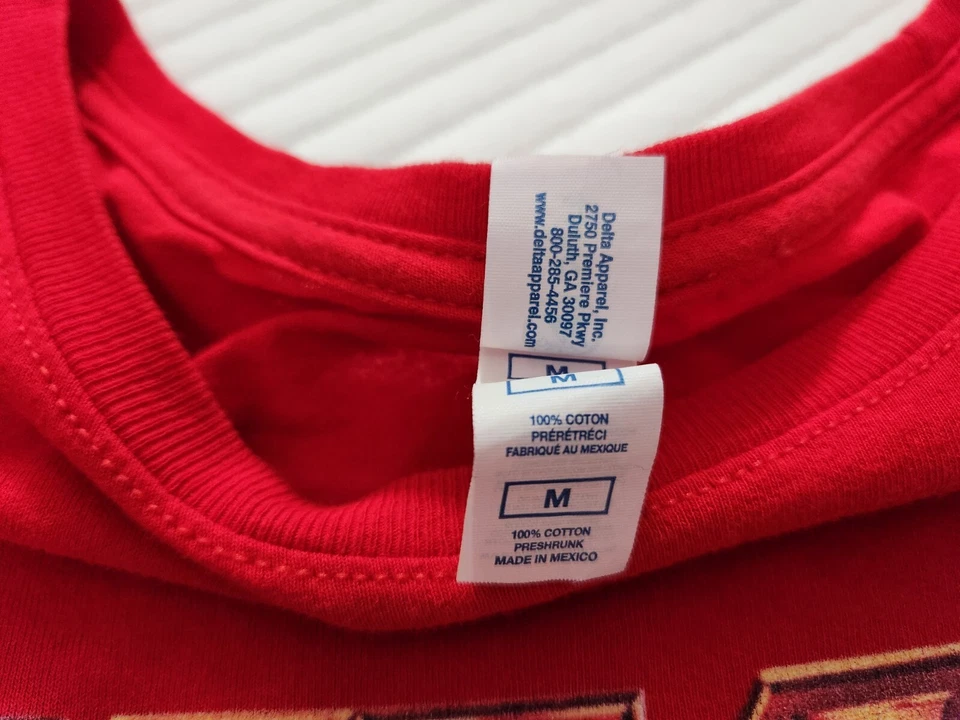 Delta Apparel, Inc.
2750 Premiere Pkwy
Duluth, GA 30097
800-285-4456
www.deltaapparel.com
M
M
100% COTON
PRÉRÉTRÉCI
FABRIQUÉ AU MEXIQUE
M
100% COTTON
PRESHRUNK
MADE IN MEXICO